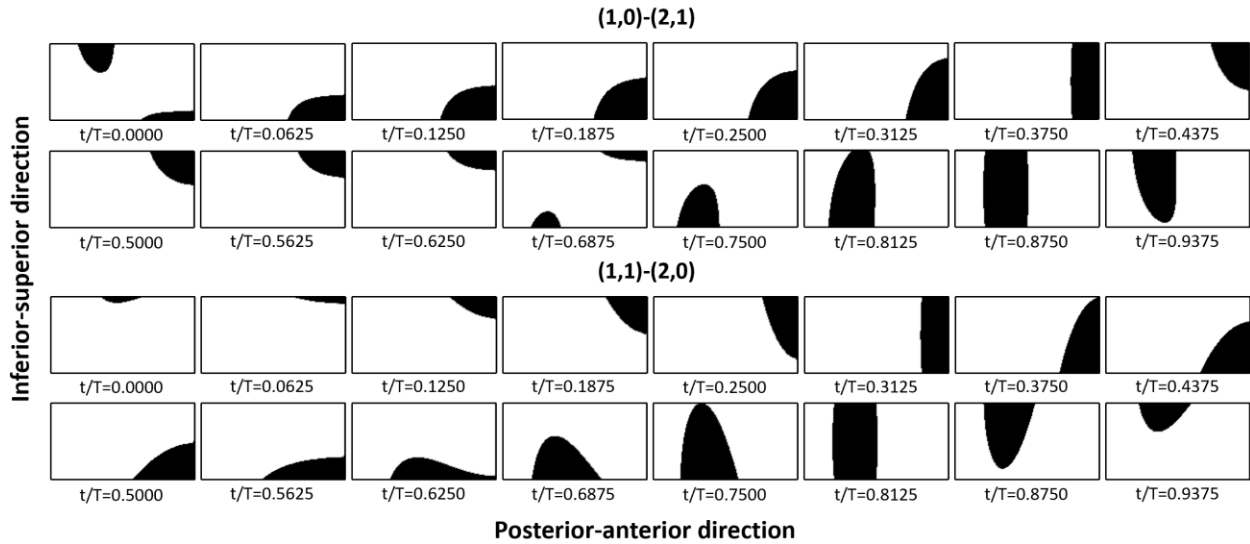 (1,0)-(2,1)
t/T=0.0000 t/T=0.0625 t/T=0.1250 t/T=0.1875 t/T=0.2500 t/T=0.3125 t/T=0.3750 t/T=0.4375
t/T=0.5000 t/T=0.5625 t/T=0.6250 t/T=0.6875 t/T=0.7500 t/T=0.8125 t/T=0.8750 t/T=0.9375
Inferior-superior direction
(1,1)-(2,0)
t/T=0.0000 t/T=0.0625 t/T=0.1250 t/T=0.1875 t/T=0.2500 t/T=0.3125 t/T=0.3750 t/T=0.4375
t/T=0.5000 t/T=0.5625 t/T=0.6250 t/T=0.6875 t/T=0.7500 t/T=0.8125 t/T=0.8750 t/T=0.9375
Posterior-anterior direction